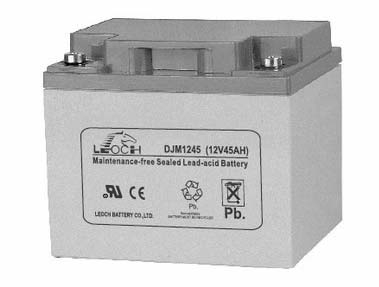 LEOCH
DJM1245 (12V45AH)
Maintenance-free Sealed Lead-acid Battery
CE
Pb.
Pb.
LEOCH BATTERY CO.,LTD.